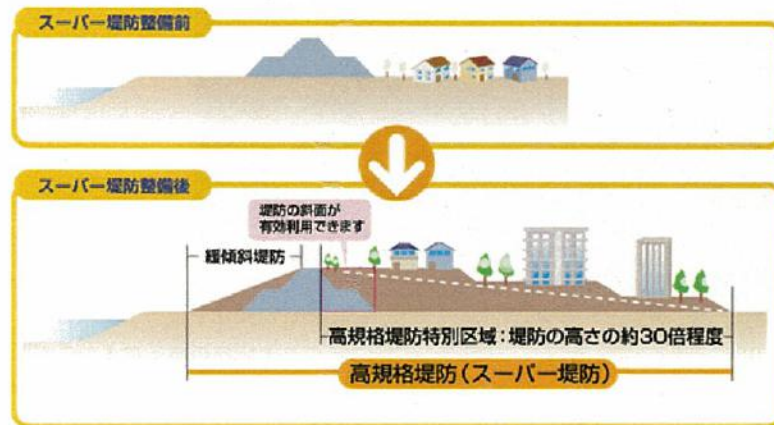 スーパー堤防整備前
スーパー堤防整備後
堤防の斜面が
有効利用できます
緩傾斜堤防
高規格堤防特別区域：堤防の高さの約30倍程度
高規格堤防（スーパー堤防）